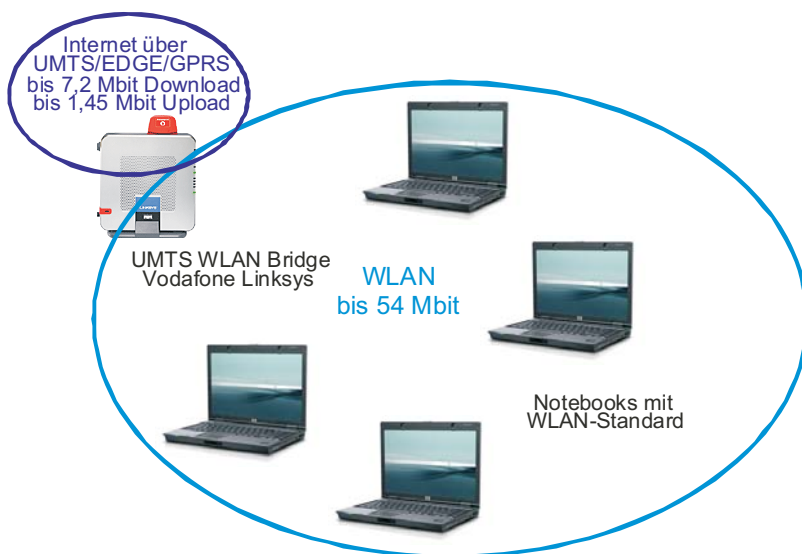 Internet über
UMTS/EDGE/GPRS
bis 7,2 Mbit Download
bis 1,45 Mbit Upload
UMTS WLAN Bridge
Vodafone Linksys
WLAN
bis 54 Mbit
Notebooks mit
WLAN-Standard